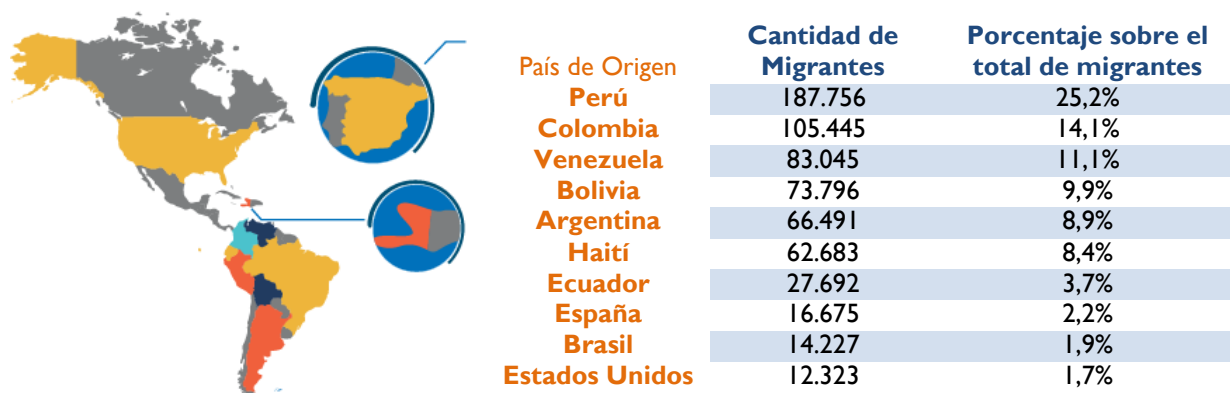 País de Origen Cantidad de Migrantes Porcentaje sobre el total de migrantes
Perú 187.756 25,2%
Colombia 105.445 14,1%
Venezuela 83.045 11,1%
Bolivia 73.796 9,9%
Argentina 66.491 8,9%
Haití 62.683 8,4%
Ecuador 27.692 3,7%
España 16.675 2,2%
Brasil 14.227 1,9%
Estados Unidos 12.323 1,7%